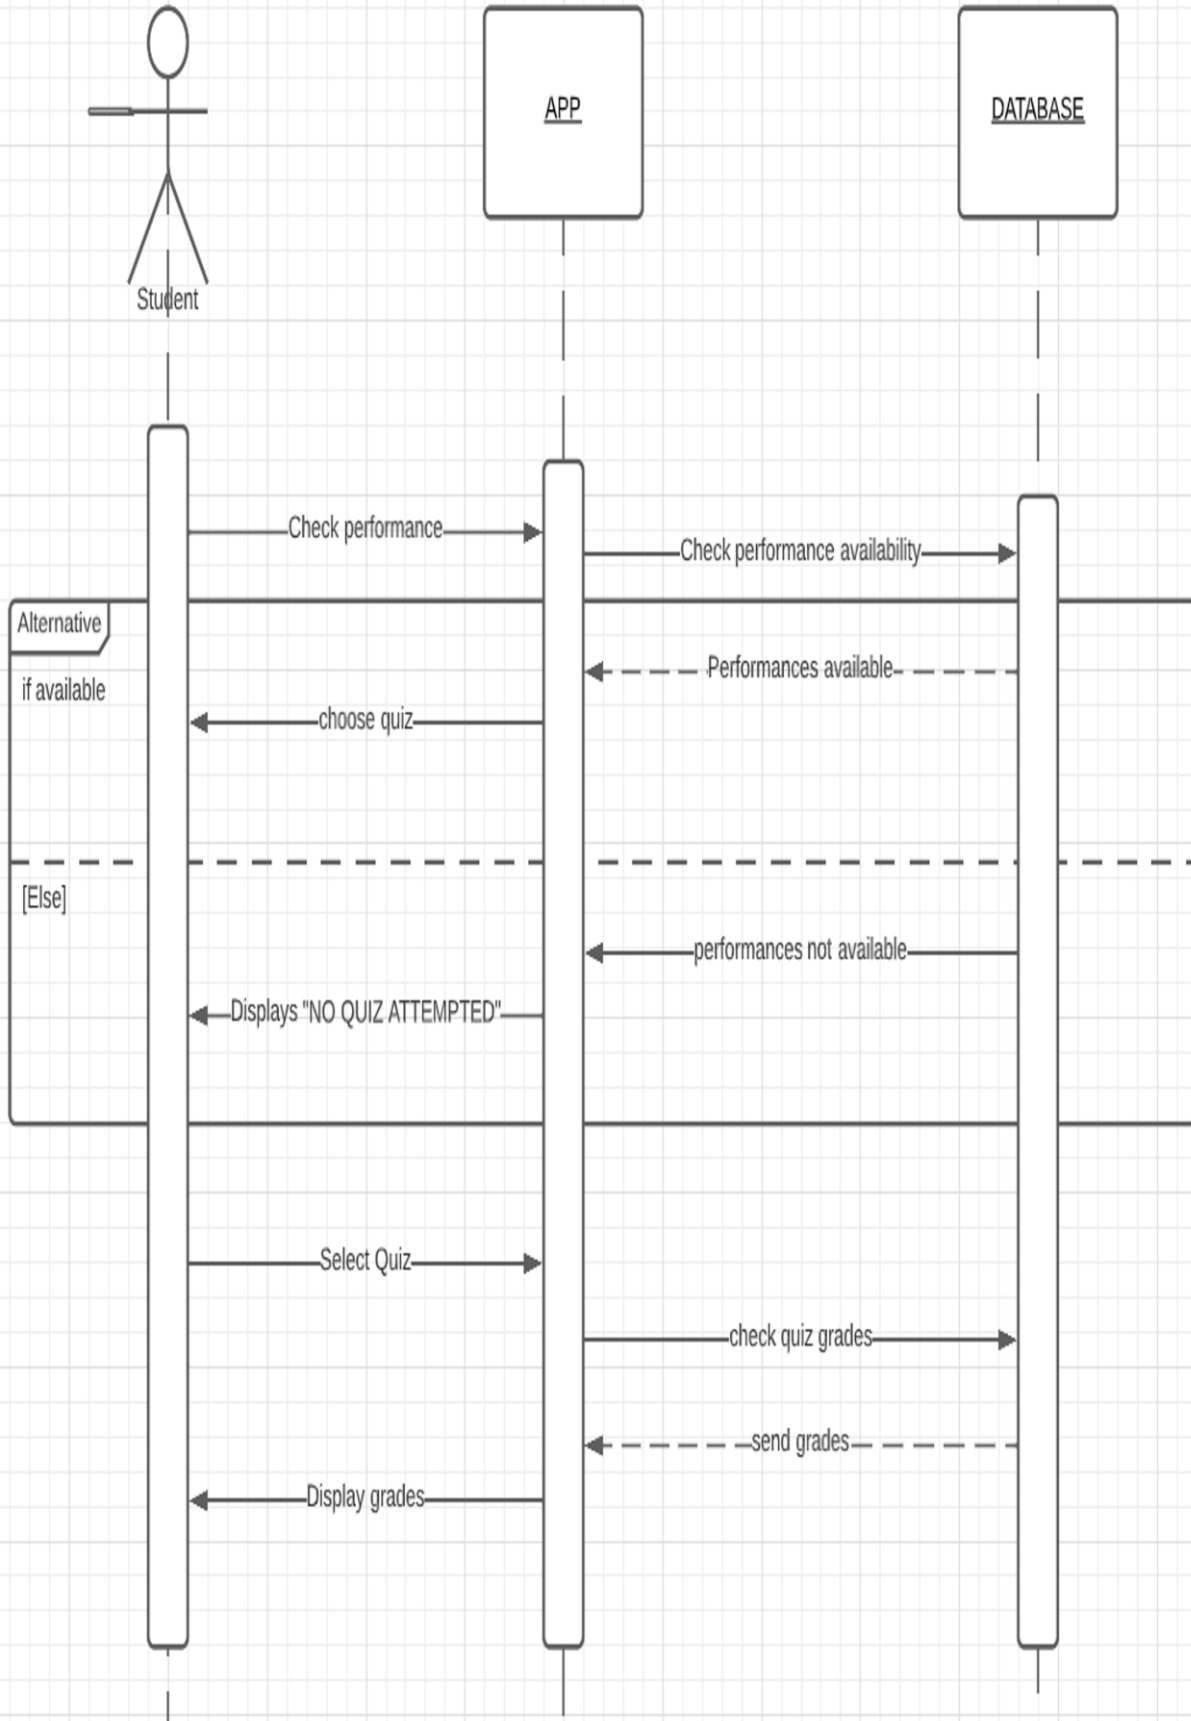 APP
DATABASE
Student
Check performance
Check performance availability
Alternative
Performances available
if available
choose quiz
[Else]
performances not available
Displays "NO QUIZ ATTEMPTED"
Select Quiz
check quiz grades
send grades
Display grades